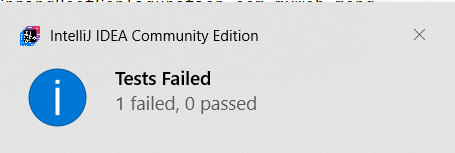 IntelliJ IDEA Community Edition
Tests Failed
1 failed, 0 passed